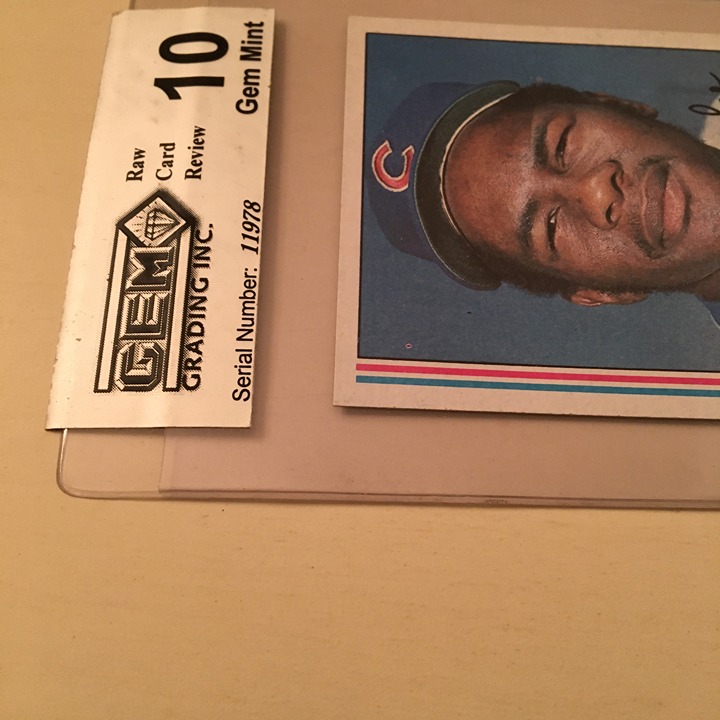 GEM
GRADING INC.
Raw
Card
Review
10
Serial Number: 11978
Gem Mint
C